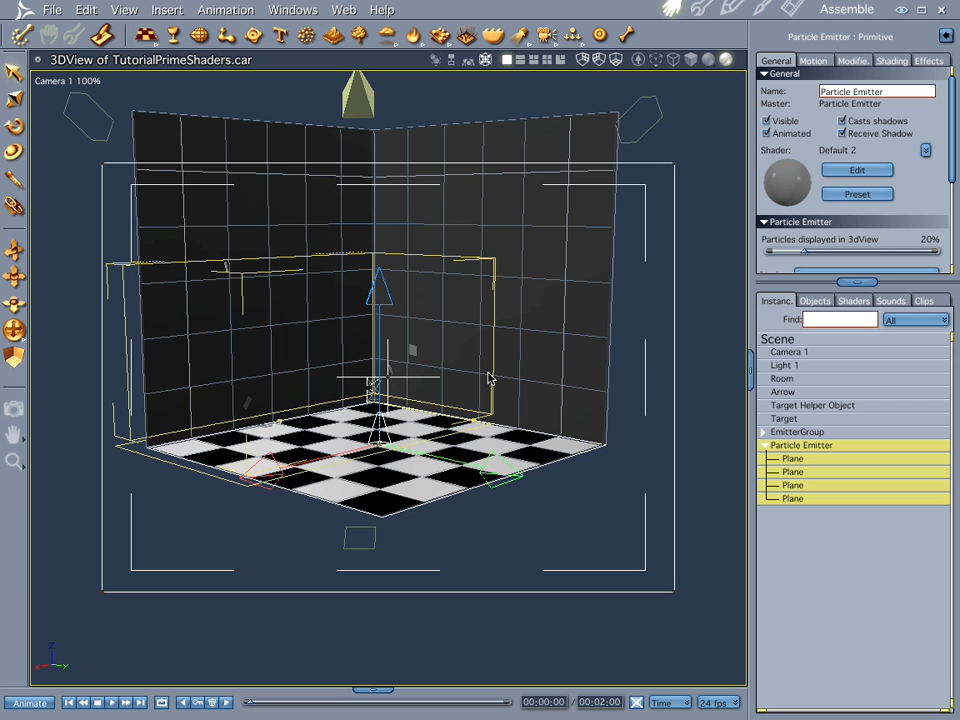 File Edit View Insert Animation Windows Web Help Assemble
3DView of TutorialPrimeShaders.car
Camera 1 100%
Particle Emitter : Primitive
General Motion Modifie. Shading Effects
General
Name: Particle Emitter
Master: Particle Emitter
Visible Casts shadows
Animated Receive Shadow
Shader: Default 2
Edit
Preset
Particle Emitter
Particles displayed in 3dView 20%
Instanc. Objects Shaders Sounds Clips
Find: All
Scene
Camera 1
Light 1
Room
Arrow
Target Helper Object
Target
EmitterGroup
Particle Emitter
Plane
Plane
Plane
Plane
Z
X Y
Animate 00:00:00 / 00:02:00 Time 24 fps